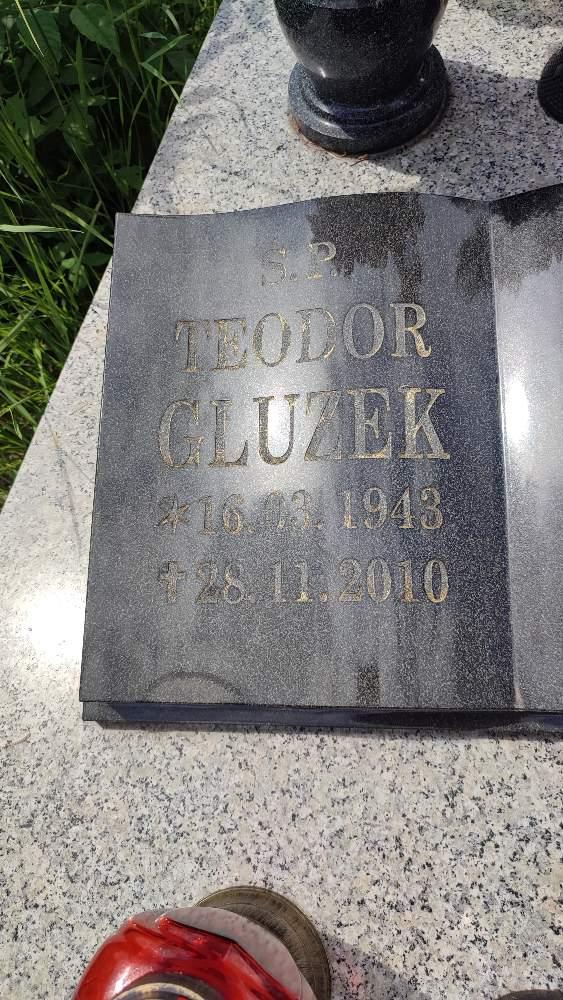 Ś.P.
TEODOR
GLUZEK
* 16.03.1943
✝ 28.11.2010